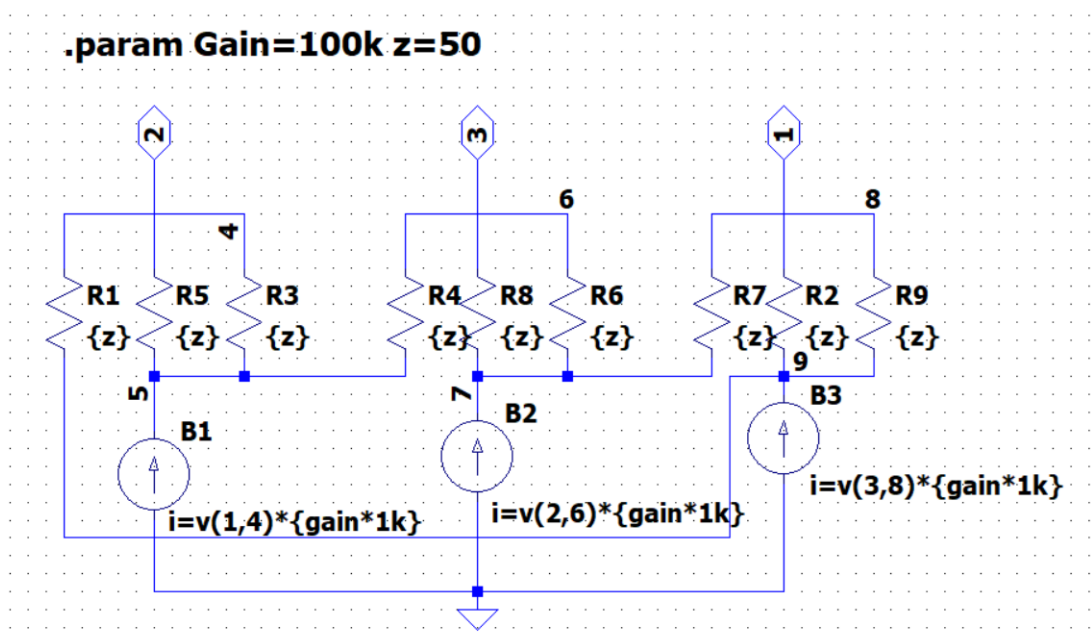 .param Gain=100k z=50
2
3
1
4
6
8
R1
{z}
R5
{z}
R3
{z}
R4
{z}
R8
{z}
R6
{z}
R7
{z}
R2
{z}
R9
{z}
5
7
9
B1
i=v(1,4)*{gain*1k}
B2
i=v(2,6)*{gain*1k}
B3
i=v(3,8)*{gain*1k}